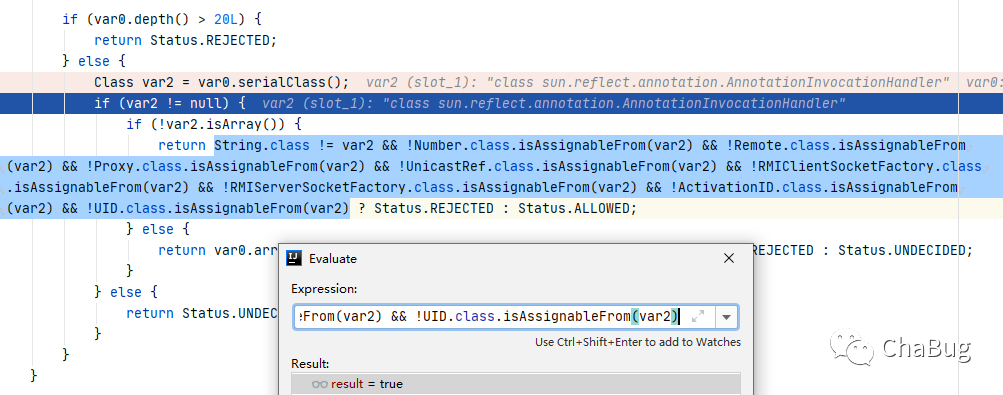 if (var0.depth() > 20L) {
return Status.REJECTED;
} else {
Class var2 = var0.serialClass(); var2 (slot_1): "class sun.reflect.annotation.AnnotationInvocationHandler" var0:
if (var2 != null) { var2 (slot_1): "class sun.reflect.annotation.AnnotationInvocationHandler"
if (!var2.isArray()) {
return String.class != var2 && !Number.class.isAssignableFrom(var2) && !Remote.class.isAssignableFrom
(var2) && !Proxy.class.isAssignableFrom(var2) && !UnicastRef.class.isAssignableFrom(var2) && !RMIClientSocketFactory.class
.isAssignableFrom(var2) && !RMIServerSocketFactory.class.isAssignableFrom(var2) && !ActivationID.class.isAssignableFrom
(var2) && !UID.class.isAssignableFrom(var2) ? Status.REJECTED : Status.ALLOWED;
} else {
return var0.arr REJECTED : Status.UNDECIDED;
}
} else {
return Status.UNDEC
}
}
}
IJ Evaluate
Expression:
eFrom(var2) && !UID.class.isAssignableFrom(var2)
Use Ctrl+Shift+Enter to add to Watches
Result:
result = true
ChaBug